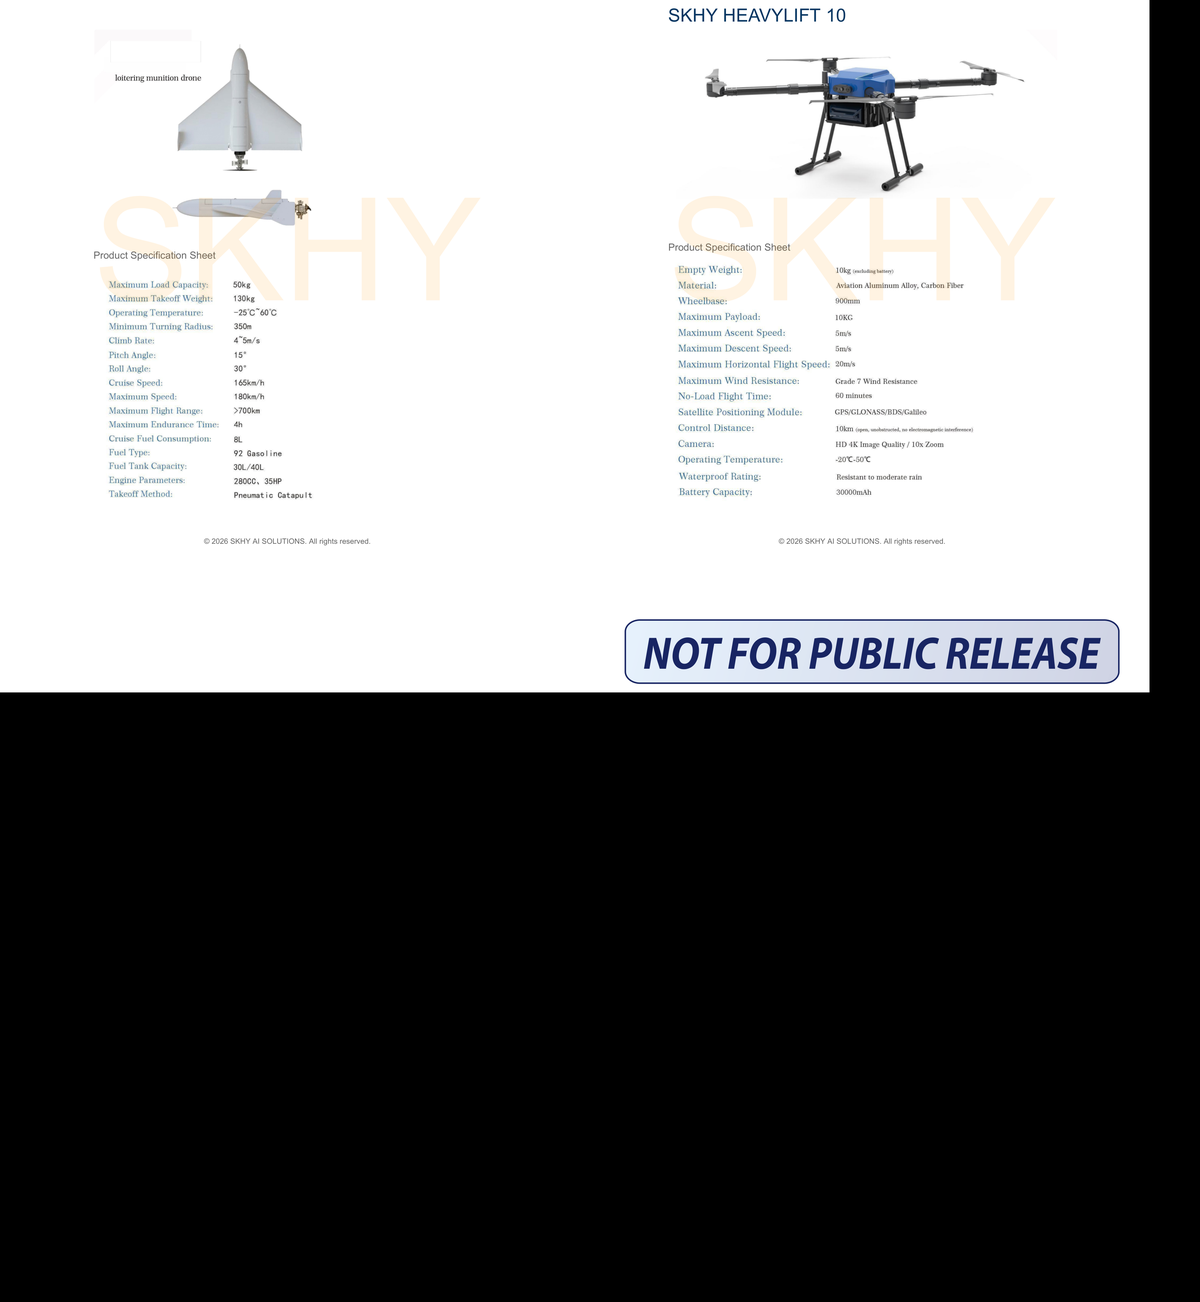 SKHY HEAVYLIFT 10
loitering munition drone
SKHY
Product Specification Sheet
Maximum Load Capacity: 50kg
Maximum Takeoff Weight: 130kg
Operating Temperature: -25℃~60℃
Minimum Turning Radius: 350m
Climb Rate: 4~5m/s
Pitch Angle: 15°
Roll Angle: 30°
Cruise Speed: 165km/h
Maximum Speed: 180km/h
Maximum Flight Range: >700km
Maximum Endurance Time: 4h
Cruise Fuel Consumption: 8L
Fuel Type: 92 Gasoline
Fuel Tank Capacity: 30L/40L
Engine Parameters: 280CC、35HP
Takeoff Method: Pneumatic Catapult
© 2026 SKHY AI SOLUTIONS. All rights reserved.
SKHY
Product Specification Sheet
Empty Weight: 10kg (excluding battery)
Material: Aviation Aluminum Alloy, Carbon Fiber
Wheelbase: 900mm
Maximum Payload: 10KG
Maximum Ascent Speed: 5m/s
Maximum Descent Speed: 5m/s
Maximum Horizontal Flight Speed: 20m/s
Maximum Wind Resistance: Grade 7 Wind Resistance
No-Load Flight Time: 60 minutes
Satellite Positioning Module: GPS/GLONASS/BDS/Galileo
Control Distance: 10km (open, unobstructed, no electromagnetic interference)
Camera: HD 4K Image Quality / 10x Zoom
Operating Temperature: -20℃-50℃
Waterproof Rating: Resistant to moderate rain
Battery Capacity: 30000mAh
© 2026 SKHY AI SOLUTIONS. All rights reserved.
NOT FOR PUBLIC RELEASE